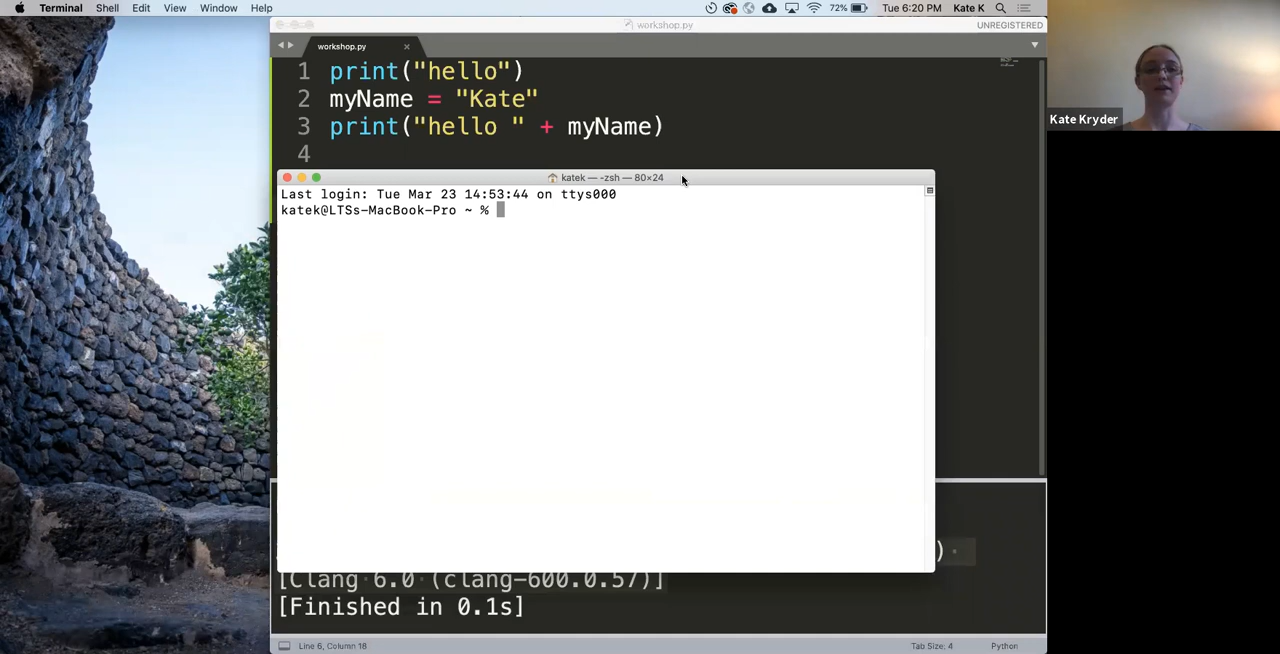 Terminal Shell Edit View Window Help 72% Tue 6:20 PM Kate K
workshop.py UNREGISTERED
workshop.py
1 print("hello")
2 myName = "Kate"
3 print("hello " + myName)
4
Kate Kryder
katek — -zsh — 80×24
Last login: Tue Mar 23 14:53:44 on ttys000
katek@LTSs-MacBook-Pro ~ %
)
[Clang 6.0 (clang-600.0.57)]
[Finished in 0.1s]
Line 6, Column 18 Tab Size: 4 Python